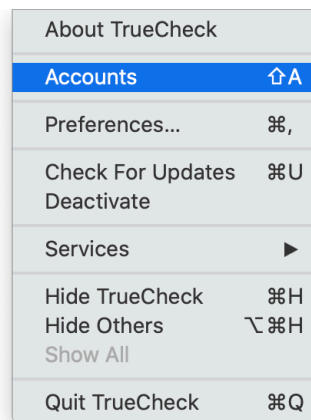 About TrueCheck
Accounts ⇧A
Preferences... ⌘,
Check For Updates ⌘U
Deactivate
Services ▶
Hide TrueCheck ⌘H
Hide Others ⌥⌘H
Show All
Quit TrueCheck ⌘Q